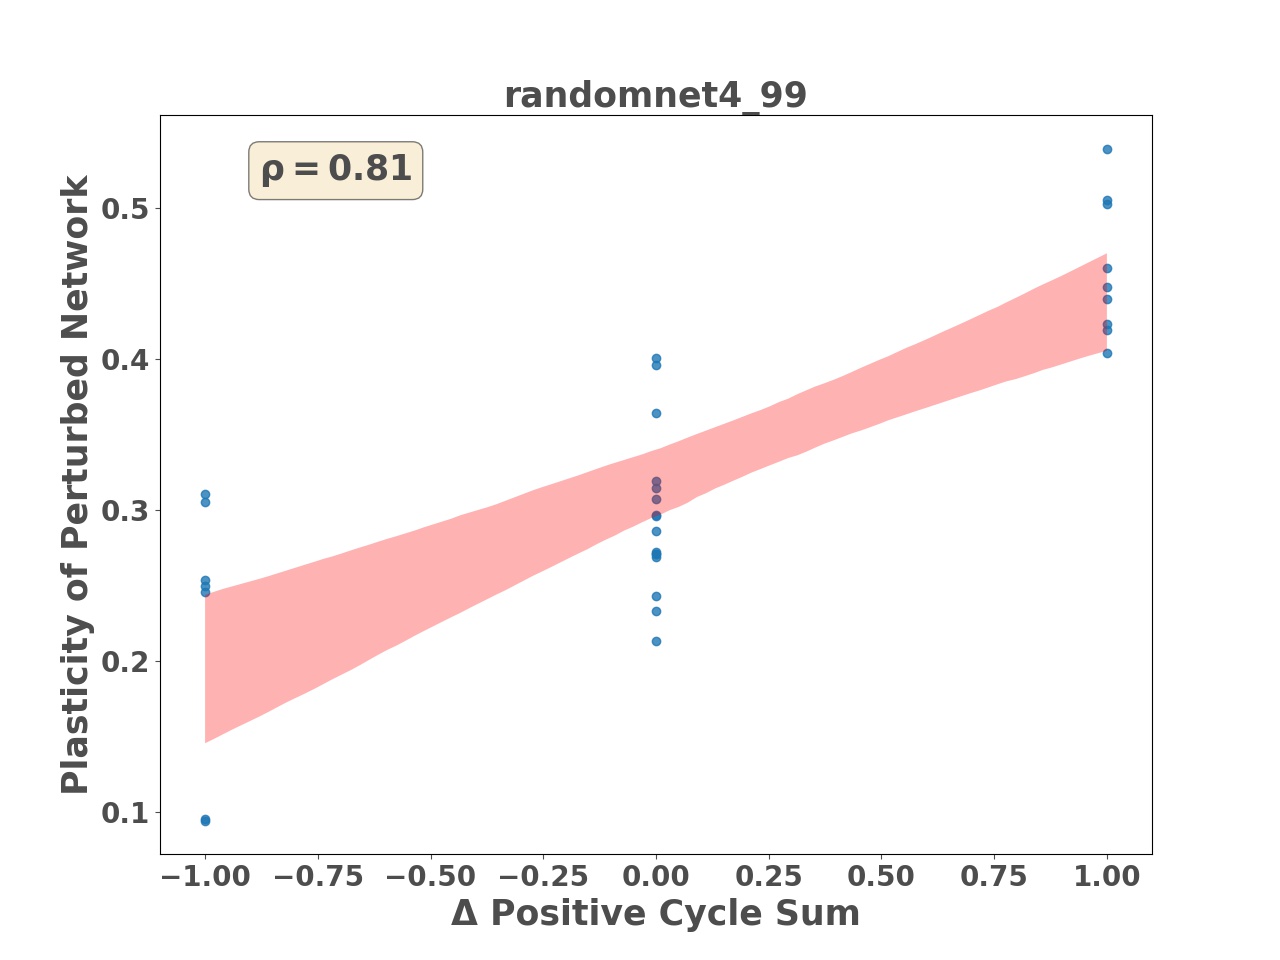 randomnet4_99
ρ = 0.81
Plasticity of Perturbed Network
0.5
0.4
0.3
0.2
0.1
−1.00 −0.75 −0.50 −0.25 0.00 0.25 0.50 0.75 1.00
Δ Positive Cycle Sum